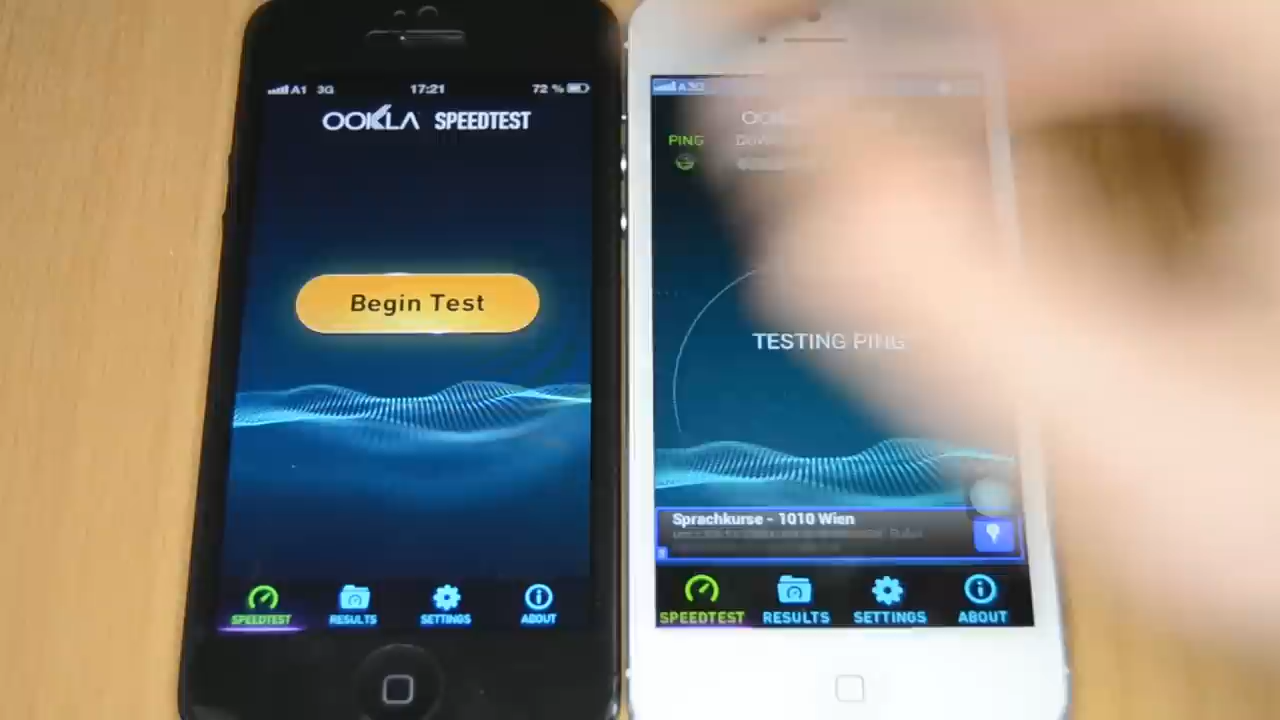 A1 3G 17:21 72 %
OOKLA SPEEDTEST
Begin Test
SPEEDTEST RESULTS SETTINGS ABOUT
A 3G
PING
TESTING PING
Sprachkurse - 1010 Wien
SPEEDTEST RESULTS SETTINGS ABOUT